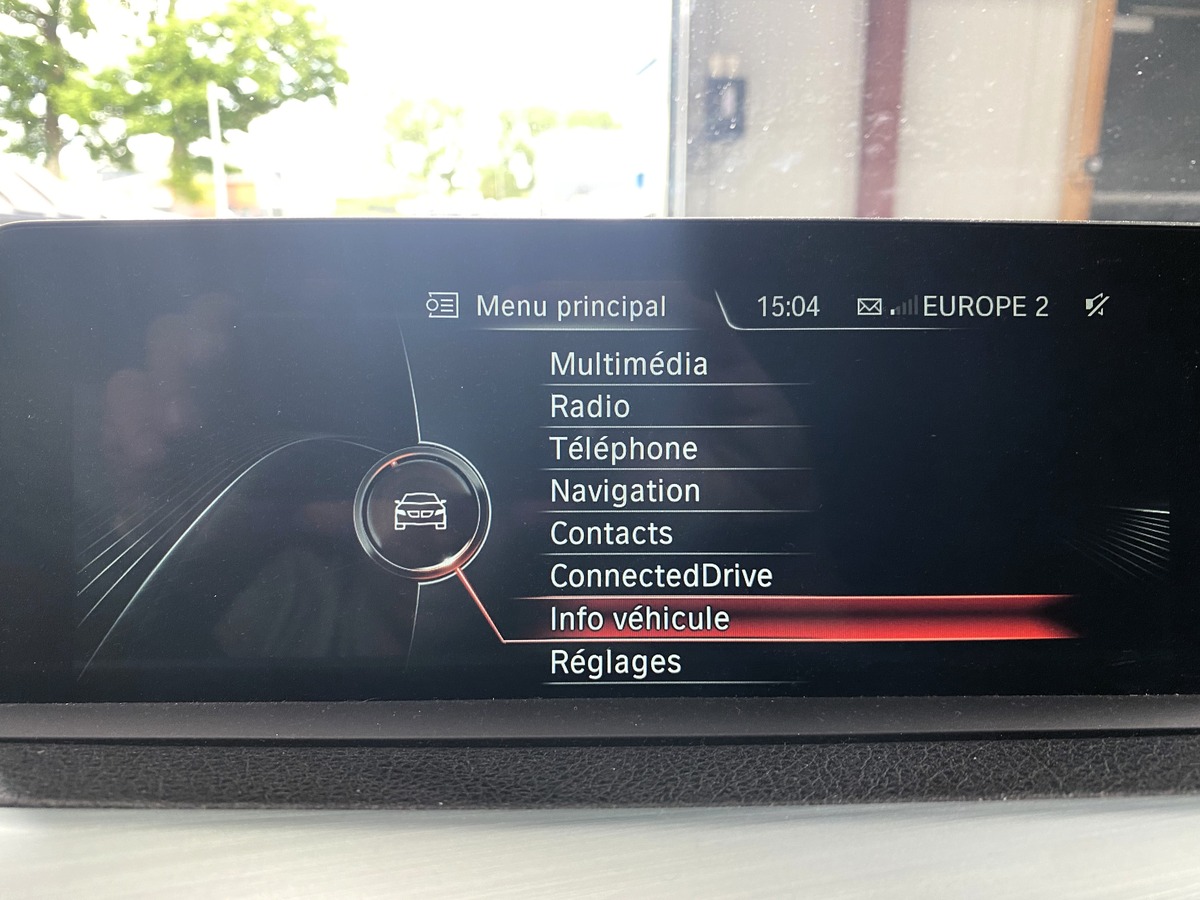 Menu principal 15:04 EUROPE 2
Multimédia
Radio
Téléphone
Navigation
Contacts
ConnectedDrive
Info véhicule
Réglages